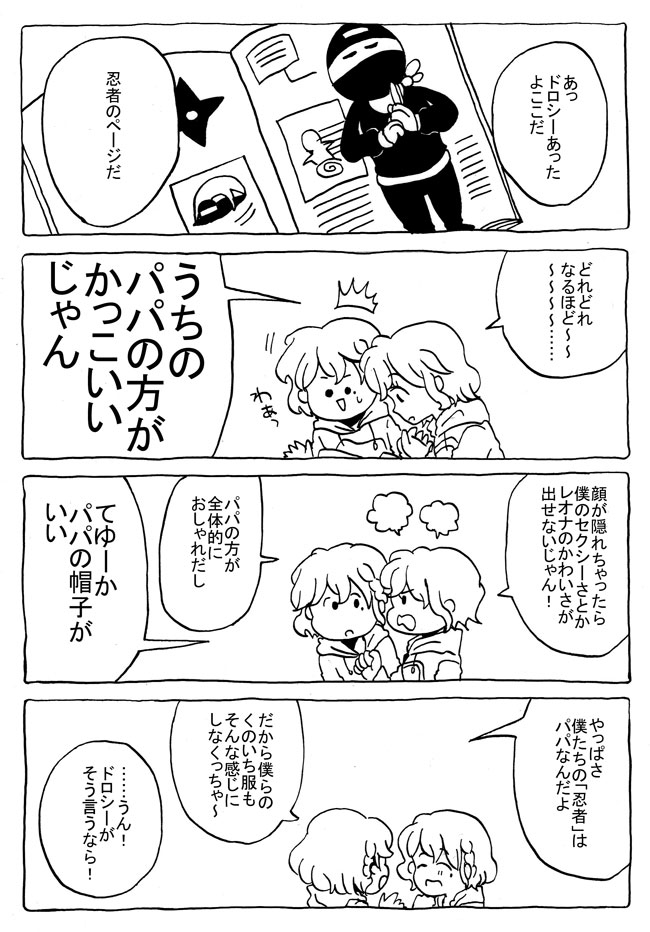 あっ
ドロシーあった
よここだ
忍者のページだ
どれどれ
なるほど～～
～～～～～……
わあっ
うちの
パパの方が
かっこいい
じゃん
顔が隠れちゃったら
僕のセクシーさとか
レオナのかわいさが
出せないじゃん！
パパの方が
全体的に
おしゃれだし
てゆーか
パパの帽子が
いい
やっぱさ
僕たちの「忍者」は
パパなんだよ
だから僕らの
くのいち服も
そんな感じに
しなくっちゃ～
……うん！
ドロシーが
そう言うなら！